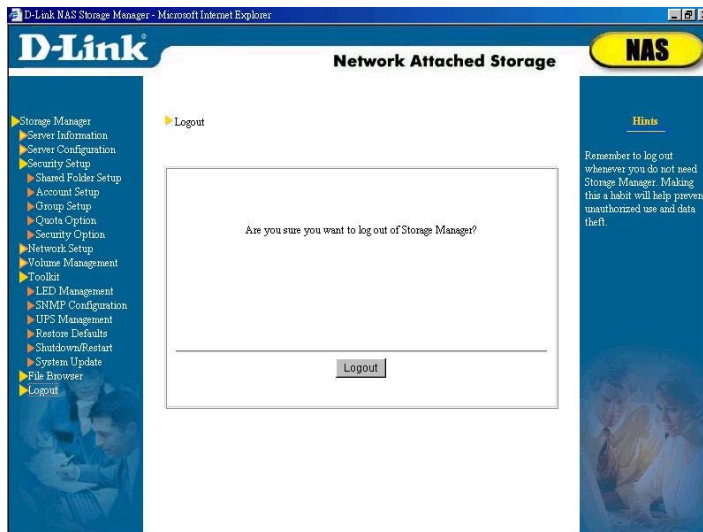 D-Link NAS Storage Manager - Microsoft Internet Explorer
D-Link
Network Attached Storage
NAS
Storage Manager
Server Information
Server Configuration
Security Setup
Shared Folder Setup
Account Setup
Group Setup
Quota Option
Security Option
Network Setup
Volume Management
Toolkit
LED Management
SNMP Configuration
UPS Management
Restore Defaults
Shutdown/Restart
System Update
File Browser
Logout
Logout
Are you sure you want to log out of Storage Manager?
Logout
Hints
Remember to log out
whenever you do not need
Storage Manager. Making
this a habit will help preven
unauthorized use and data
theft.